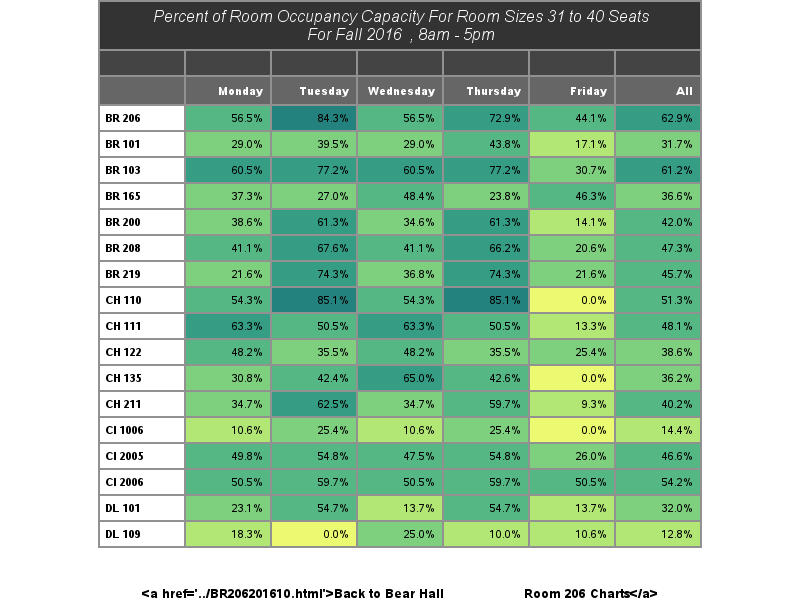 Percent of Room Occupancy Capacity For Room Sizes 31 to 40 Seats
For Fall 2016 , 8am - 5pm
Monday Tuesday Wednesday Thursday Friday All
BR 206 56.5% 84.3% 56.5% 72.9% 44.1% 62.9%
BR 101 29.0% 39.5% 29.0% 43.8% 17.1% 31.7%
BR 103 60.5% 77.2% 60.5% 77.2% 30.7% 61.2%
BR 165 37.3% 27.0% 48.4% 23.8% 46.3% 36.6%
BR 200 38.6% 61.3% 34.6% 61.3% 14.1% 42.0%
BR 208 41.1% 67.6% 41.1% 66.2% 20.6% 47.3%
BR 219 21.6% 74.3% 36.8% 74.3% 21.6% 45.7%
CH 110 54.3% 85.1% 54.3% 85.1% 0.0% 51.3%
CH 111 63.3% 50.5% 63.3% 50.5% 13.3% 48.1%
CH 122 48.2% 35.5% 48.2% 35.5% 25.4% 38.6%
CH 135 30.8% 42.4% 65.0% 42.6% 0.0% 36.2%
CH 211 34.7% 62.5% 34.7% 59.7% 9.3% 40.2%
CI 1006 10.6% 25.4% 10.6% 25.4% 0.0% 14.4%
CI 2005 49.8% 54.8% 47.5% 54.8% 26.0% 46.6%
CI 2006 50.5% 59.7% 50.5% 59.7% 50.5% 54.2%
DL 101 23.1% 54.7% 13.7% 54.7% 13.7% 32.0%
DL 109 18.3% 0.0% 25.0% 10.0% 10.6% 12.8%
<a href='../BR206201610.html'>Back to Bear Hall Room 206 Charts</a>